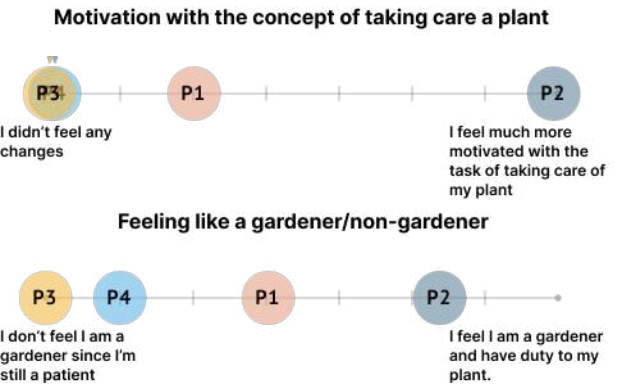 Motivation with the concept of taking care a plant
P3
P1
P2
I didn't feel any
changes
I feel much more
motivated with the
task of taking care of
my plant
Feeling like a gardener/non-gardener
P3
P4
P1
P2
I don't feel I am a
gardener since I'm
still a patient
I feel I am a gardener
and have duty to my
plant.